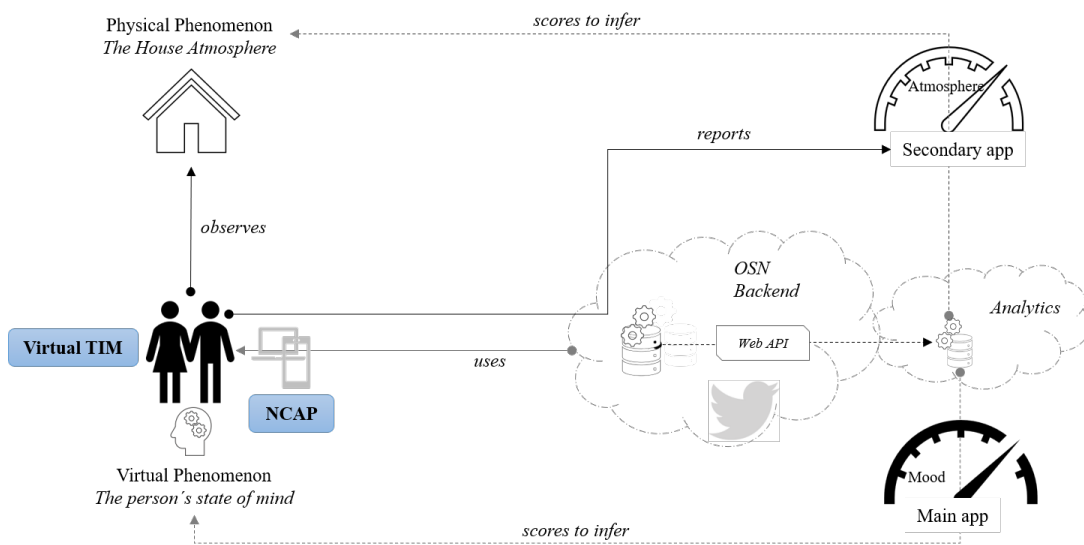 scores to infer
Physical Phenomenon
The House Atmosphere
Atmosphere
reports
Secondary app
observes
OSN
Backend
Analytics
Virtual TIM
Web API
uses
NCAP
Virtual Phenomenon
The person´s state of mind
Mood
Main app
scores to infer